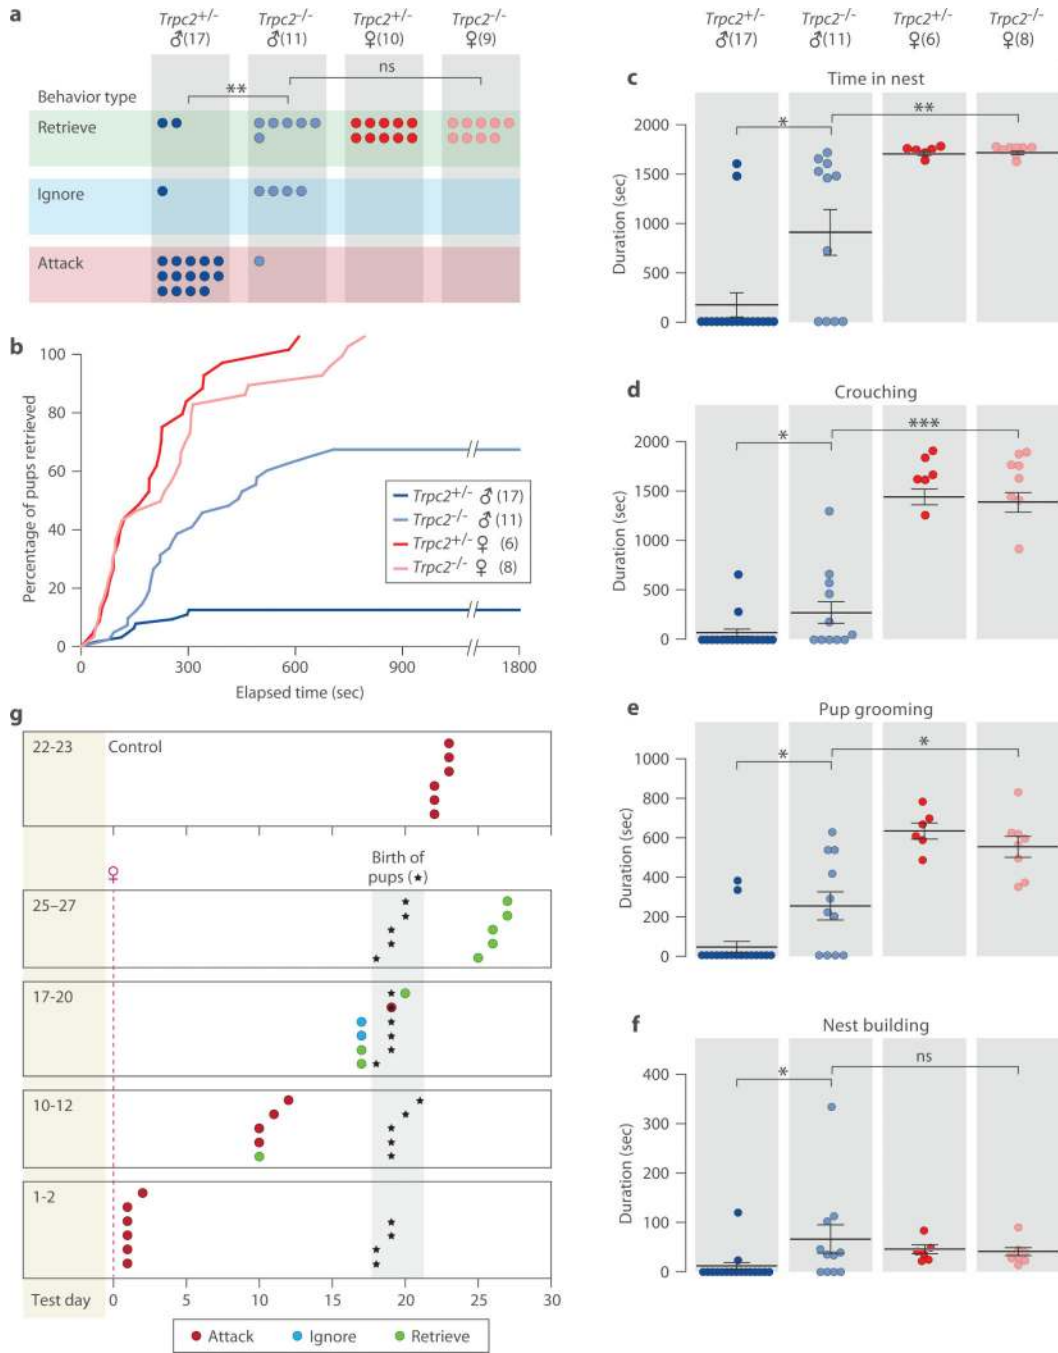 a
Trpc2+/- Trpc2-/- Trpc2+/- Trpc2-/-
♂(17) ♂(11) ♀(10) ♀(9)
ns
**
Behavior type
Retrieve
Ignore
Attack
b
Percentage of pups retrieved
100
80
60
40
20
0
Trpc2+/- ♂ (17)
Trpc2-/- ♂ (11)
Trpc2+/- ♀ (6)
Trpc2-/- ♀ (8)
0 300 600 900 1800
Elapsed time (sec)
g
22-23 Control
♀
Birth of
pups (★)
25–27
17-20
10-12
1-2
Test day 0 5 10 15 20 25 30
Attack Ignore Retrieve
Trpc2+/- Trpc2-/- Trpc2+/- Trpc2-/-
♂(17) ♂(11) ♀(6) ♀(8)
c Time in nest
* **
Duration (sec)
2000
1500
1000
500
0
d Crouching
* ***
Duration (sec)
2000
1500
1000
500
0
e Pup grooming
* *
Duration (sec)
1000
800
600
400
200
0
f Nest building
* ns
Duration (sec)
400
300
200
100
0